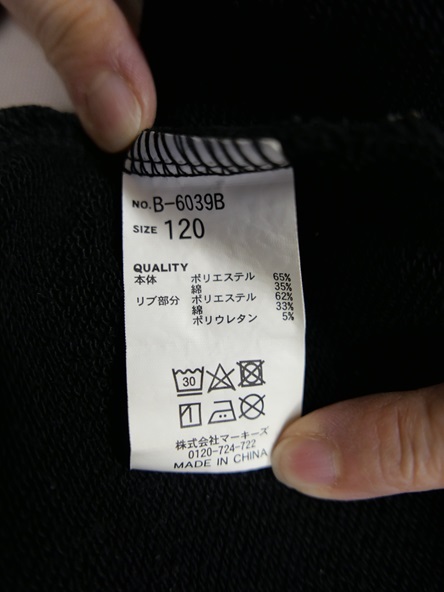 NO. B-6039B
SIZE 120
QUALITY
本体 ポリエステル 65%
綿 35%
リブ部分 ポリエステル 62%
綿 33%
ポリウレタン 5%
30
株式会社マーキーズ
0120-724-722
MADE IN CHINA